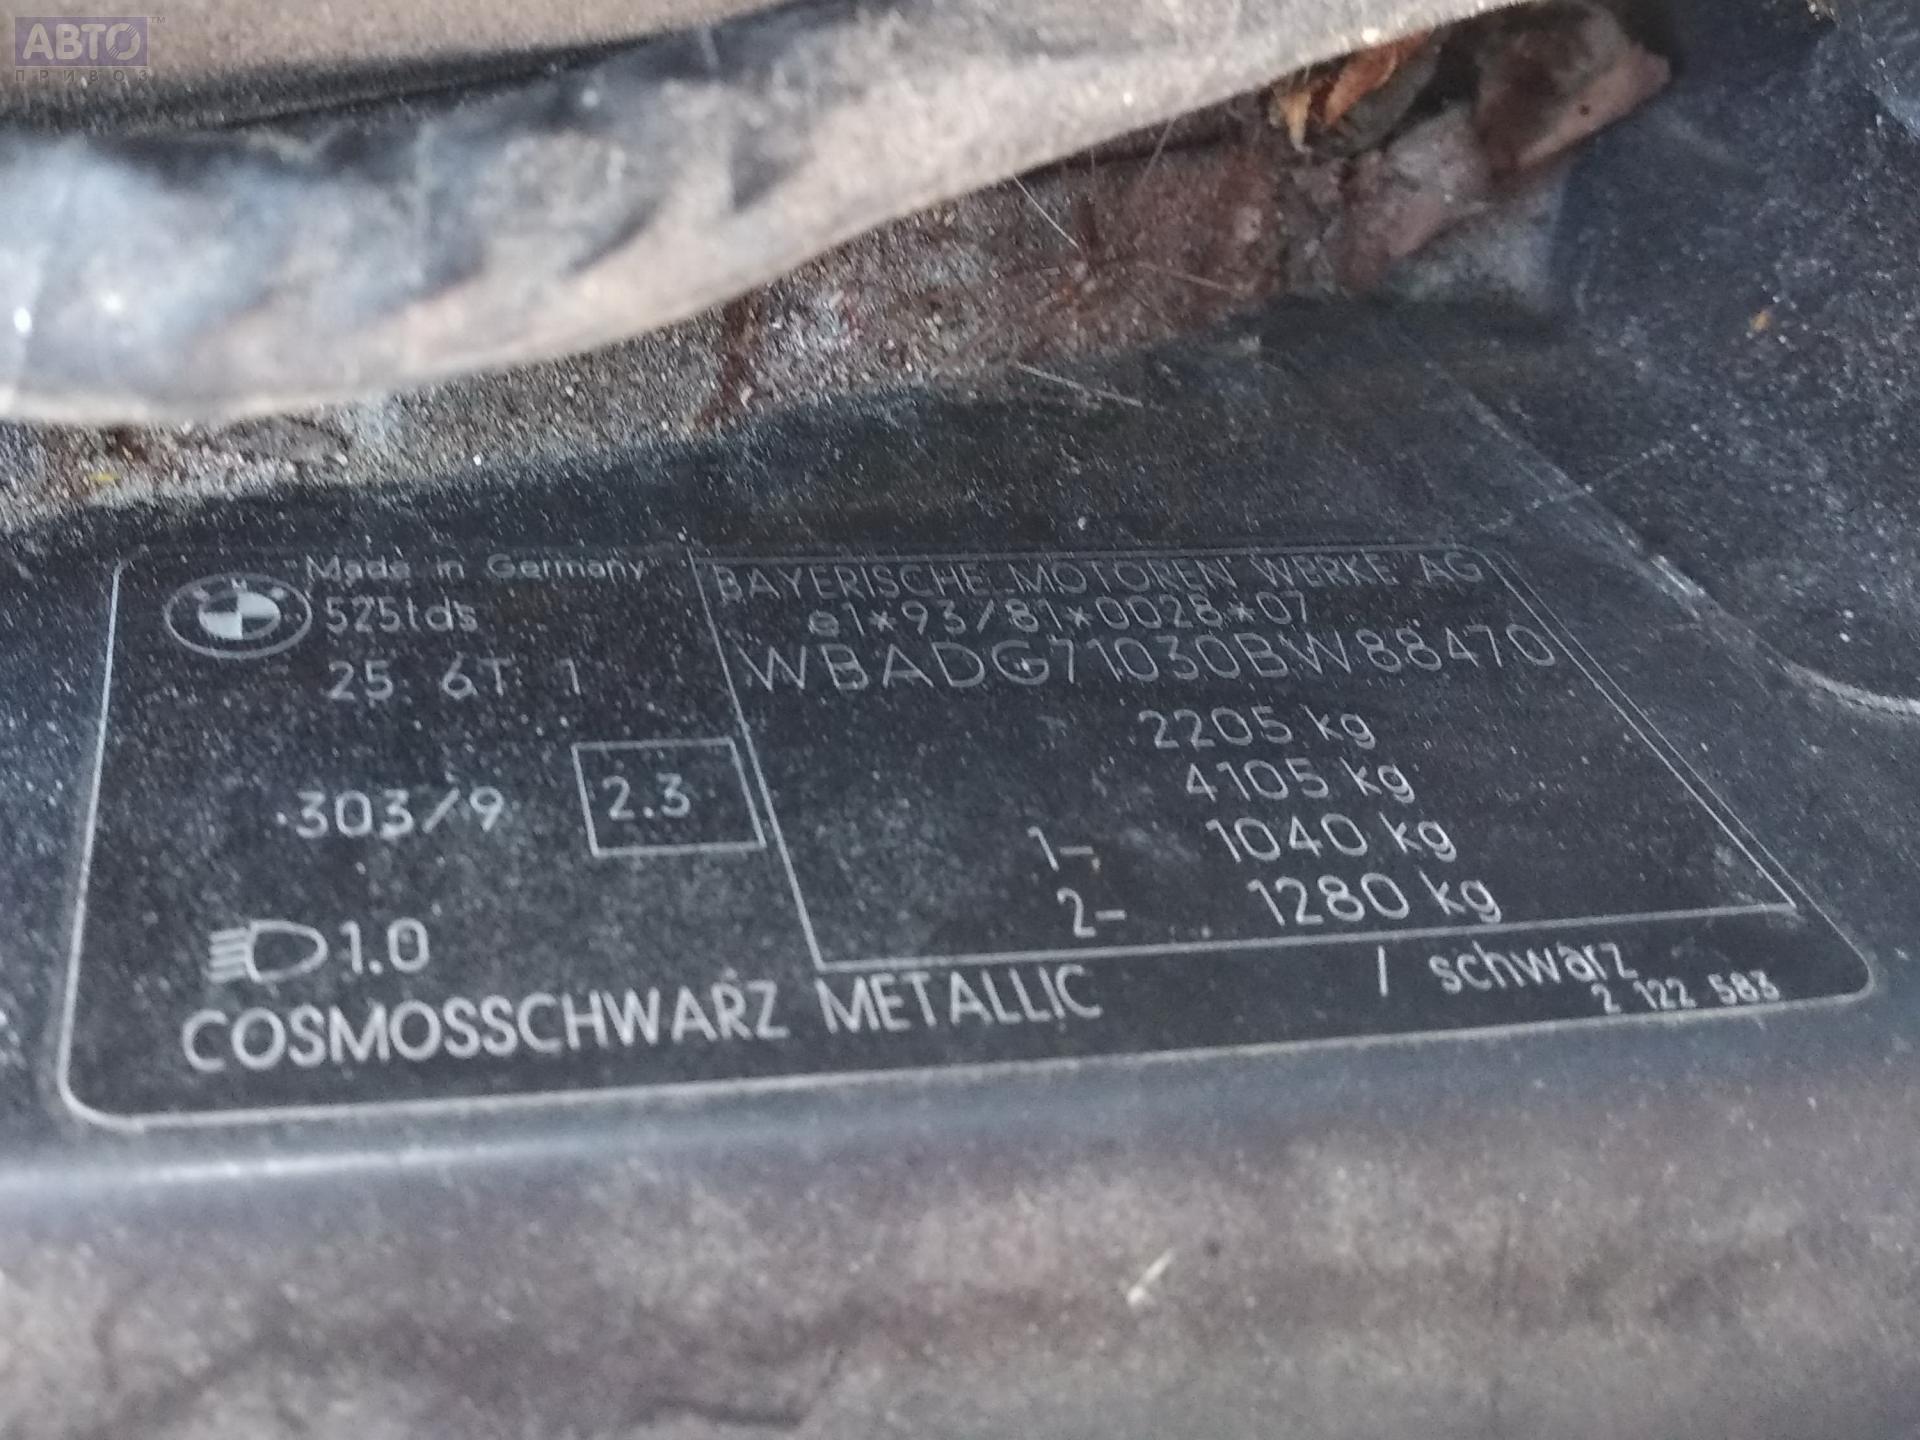 АВТО™
ПРИВОЗ
Made in Germany
525tds
25 6T 1
303/9
2.3
1.0
BAYERISCHE MOTOREN WERKE AG
e1*93/81*0028*07
WBADG71030BW88470
2205 kg
4105 kg
1- 1040 kg
2- 1280 kg
COSMOSSCHWARZ METALLIC / schwarz
2 122 583